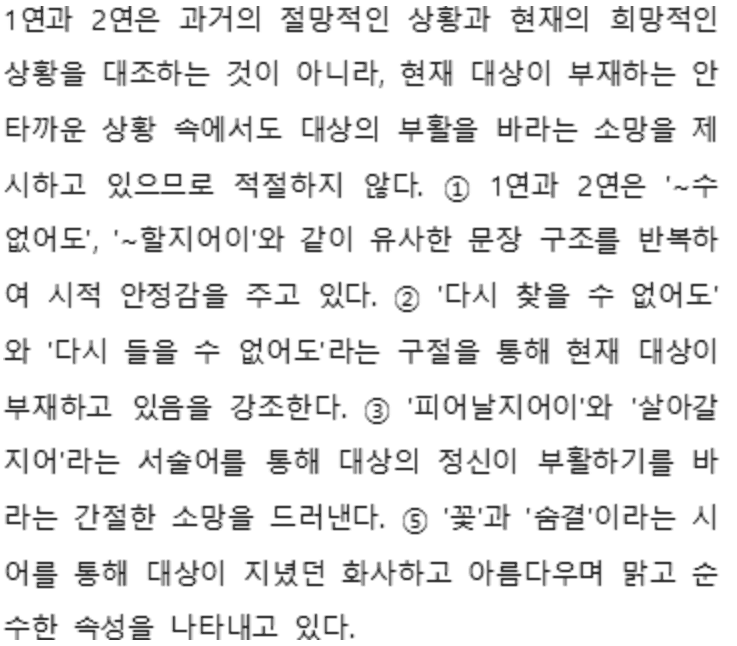 1연과 2연은 과거의 절망적인 상황과 현재의 희망적인
상황을 대조하는 것이 아니라, 현재 대상이 부재하는 안
타까운 상황 속에서도 대상의 부활을 바라는 소망을 제
시하고 있으므로 적절하지 않다. ① 1연과 2연은 '~수
없어도', '~할지어이'와 같이 유사한 문장 구조를 반복하
여 시적 안정감을 주고 있다. ② '다시 찾을 수 없어도'
와 '다시 들을 수 없어도'라는 구절을 통해 현재 대상이
부재하고 있음을 강조한다. ③ '피어날지어이'와 '살아갈
지어'라는 서술어를 통해 대상의 정신이 부활하기를 바
라는 간절한 소망을 드러낸다. ⑤ '꽃'과 '숨결'이라는 시
어를 통해 대상이 지녔던 화사하고 아름다우며 맑고 순
수한 속성을 나타내고 있다.